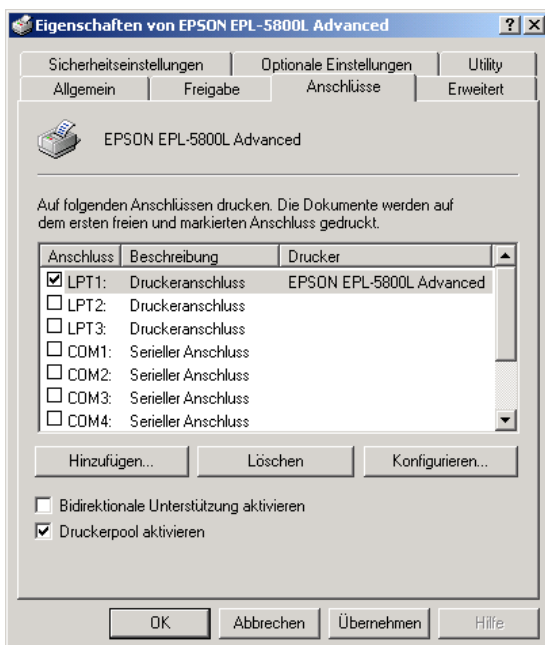 Eigenschaften von EPSON EPL-5800L Advanced
Sicherheitseinstellungen Optionale Einstellungen Utility
Allgemein Freigabe Anschlüsse Erweitert
EPSON EPL-5800L Advanced
Auf folgenden Anschlüssen drucken. Die Dokumente werden auf
dem ersten freien und markierten Anschluss gedruckt.
Anschluss Beschreibung Drucker
LPT1: Druckeranschluss EPSON EPL-5800L Advanced
LPT2: Druckeranschluss
LPT3: Druckeranschluss
COM1: Serieller Anschluss
COM2: Serieller Anschluss
COM3: Serieller Anschluss
COM4: Serieller Anschluss
Hinzufügen... Löschen Konfigurieren...
Bidirektionale Unterstützung aktivieren
Druckerpool aktivieren
OK Abbrechen Übernehmen Hilfe